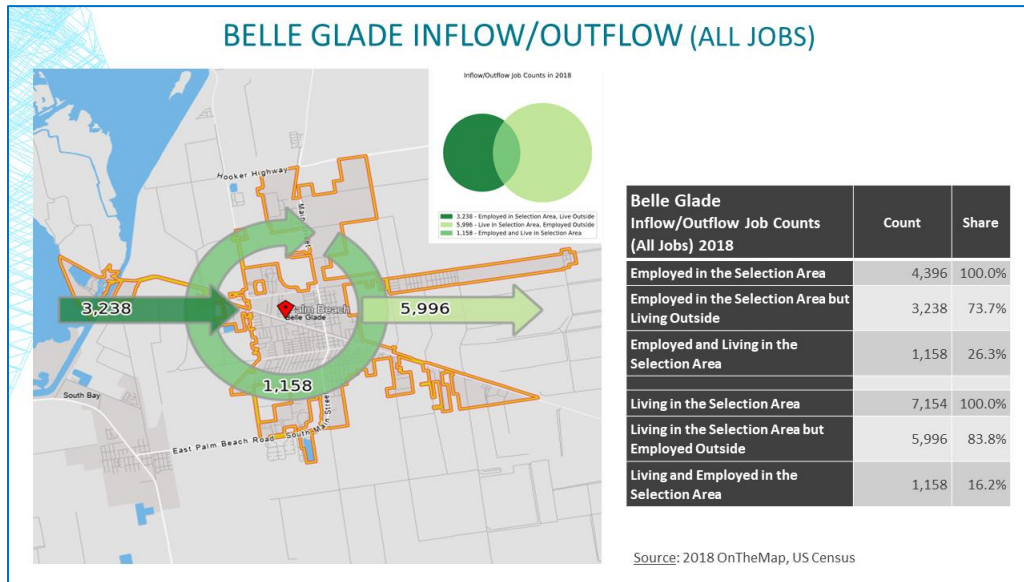 BELLE GLADE INFLOW/OUTFLOW (ALL JOBS)
Inflow/Outflow Job Counts in 2018
3,238 - Employed in Selection Area, Live Outside
5,996 - Live in Selection Area, Employed Outside
1,158 - Employed and Live in Selection Area
Hooker Highway
3,238
5,996
Palm Beach
Belle Glade
1,158
South Bay
East Palm Beach Road
South Main Street
Belle Glade
Inflow/Outflow Job Counts
(All Jobs) 2018
Count
Share
Employed in the Selection Area
4,396 100.0%
Employed in the Selection Area but
Living Outside
3,238 73.7%
Employed and Living in the
Selection Area
1,158 26.3%
Living in the Selection Area
7,154 100.0%
Living in the Selection Area but
Employed Outside
5,996 83.8%
Living and Employed in the
Selection Area
1,158 16.2%
Source: 2018 OnTheMap, US Census